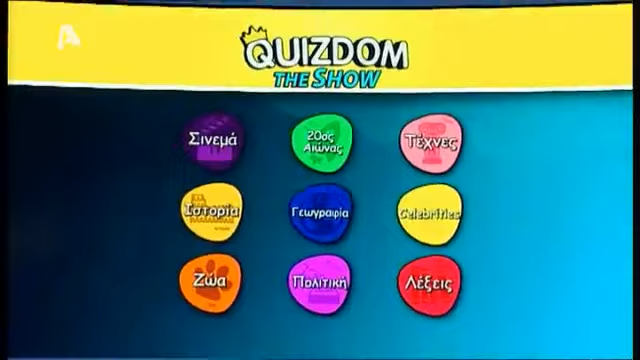 QUIZDOM
THE SHOW
Σινεμά
20ος
Αιώνας
Τέχνες
Ιστορία
Γεωγραφία
Celebrities
Ζώα
Πολιτική
Λέξεις